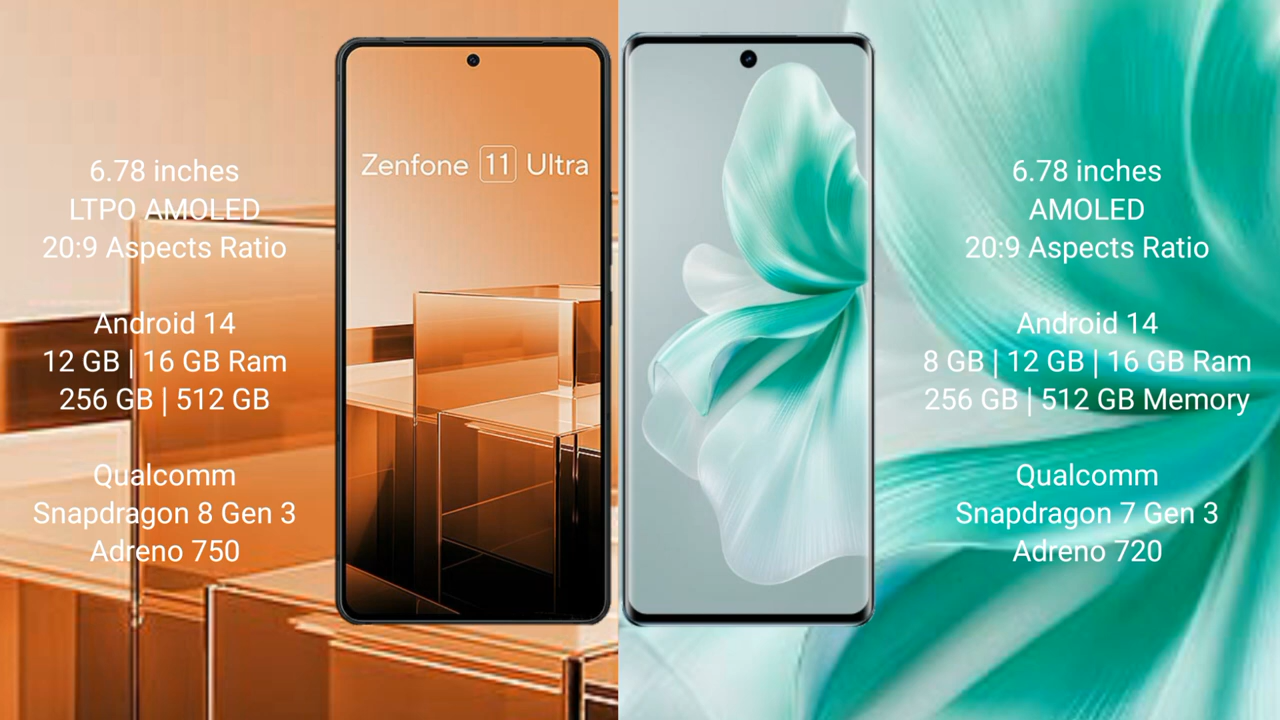 6.78 inches
LTPO AMOLED
20:9 Aspects Ratio
Android 14
12 GB | 16 GB Ram
256 GB | 512 GB
Qualcomm
Snapdragon 8 Gen 3
Adreno 750
Zenfone 11 Ultra
6.78 inches
AMOLED
20:9 Aspects Ratio
Android 14
8 GB | 12 GB | 16 GB Ram
256 GB | 512 GB Memory
Qualcomm
Snapdragon 7 Gen 3
Adreno 720